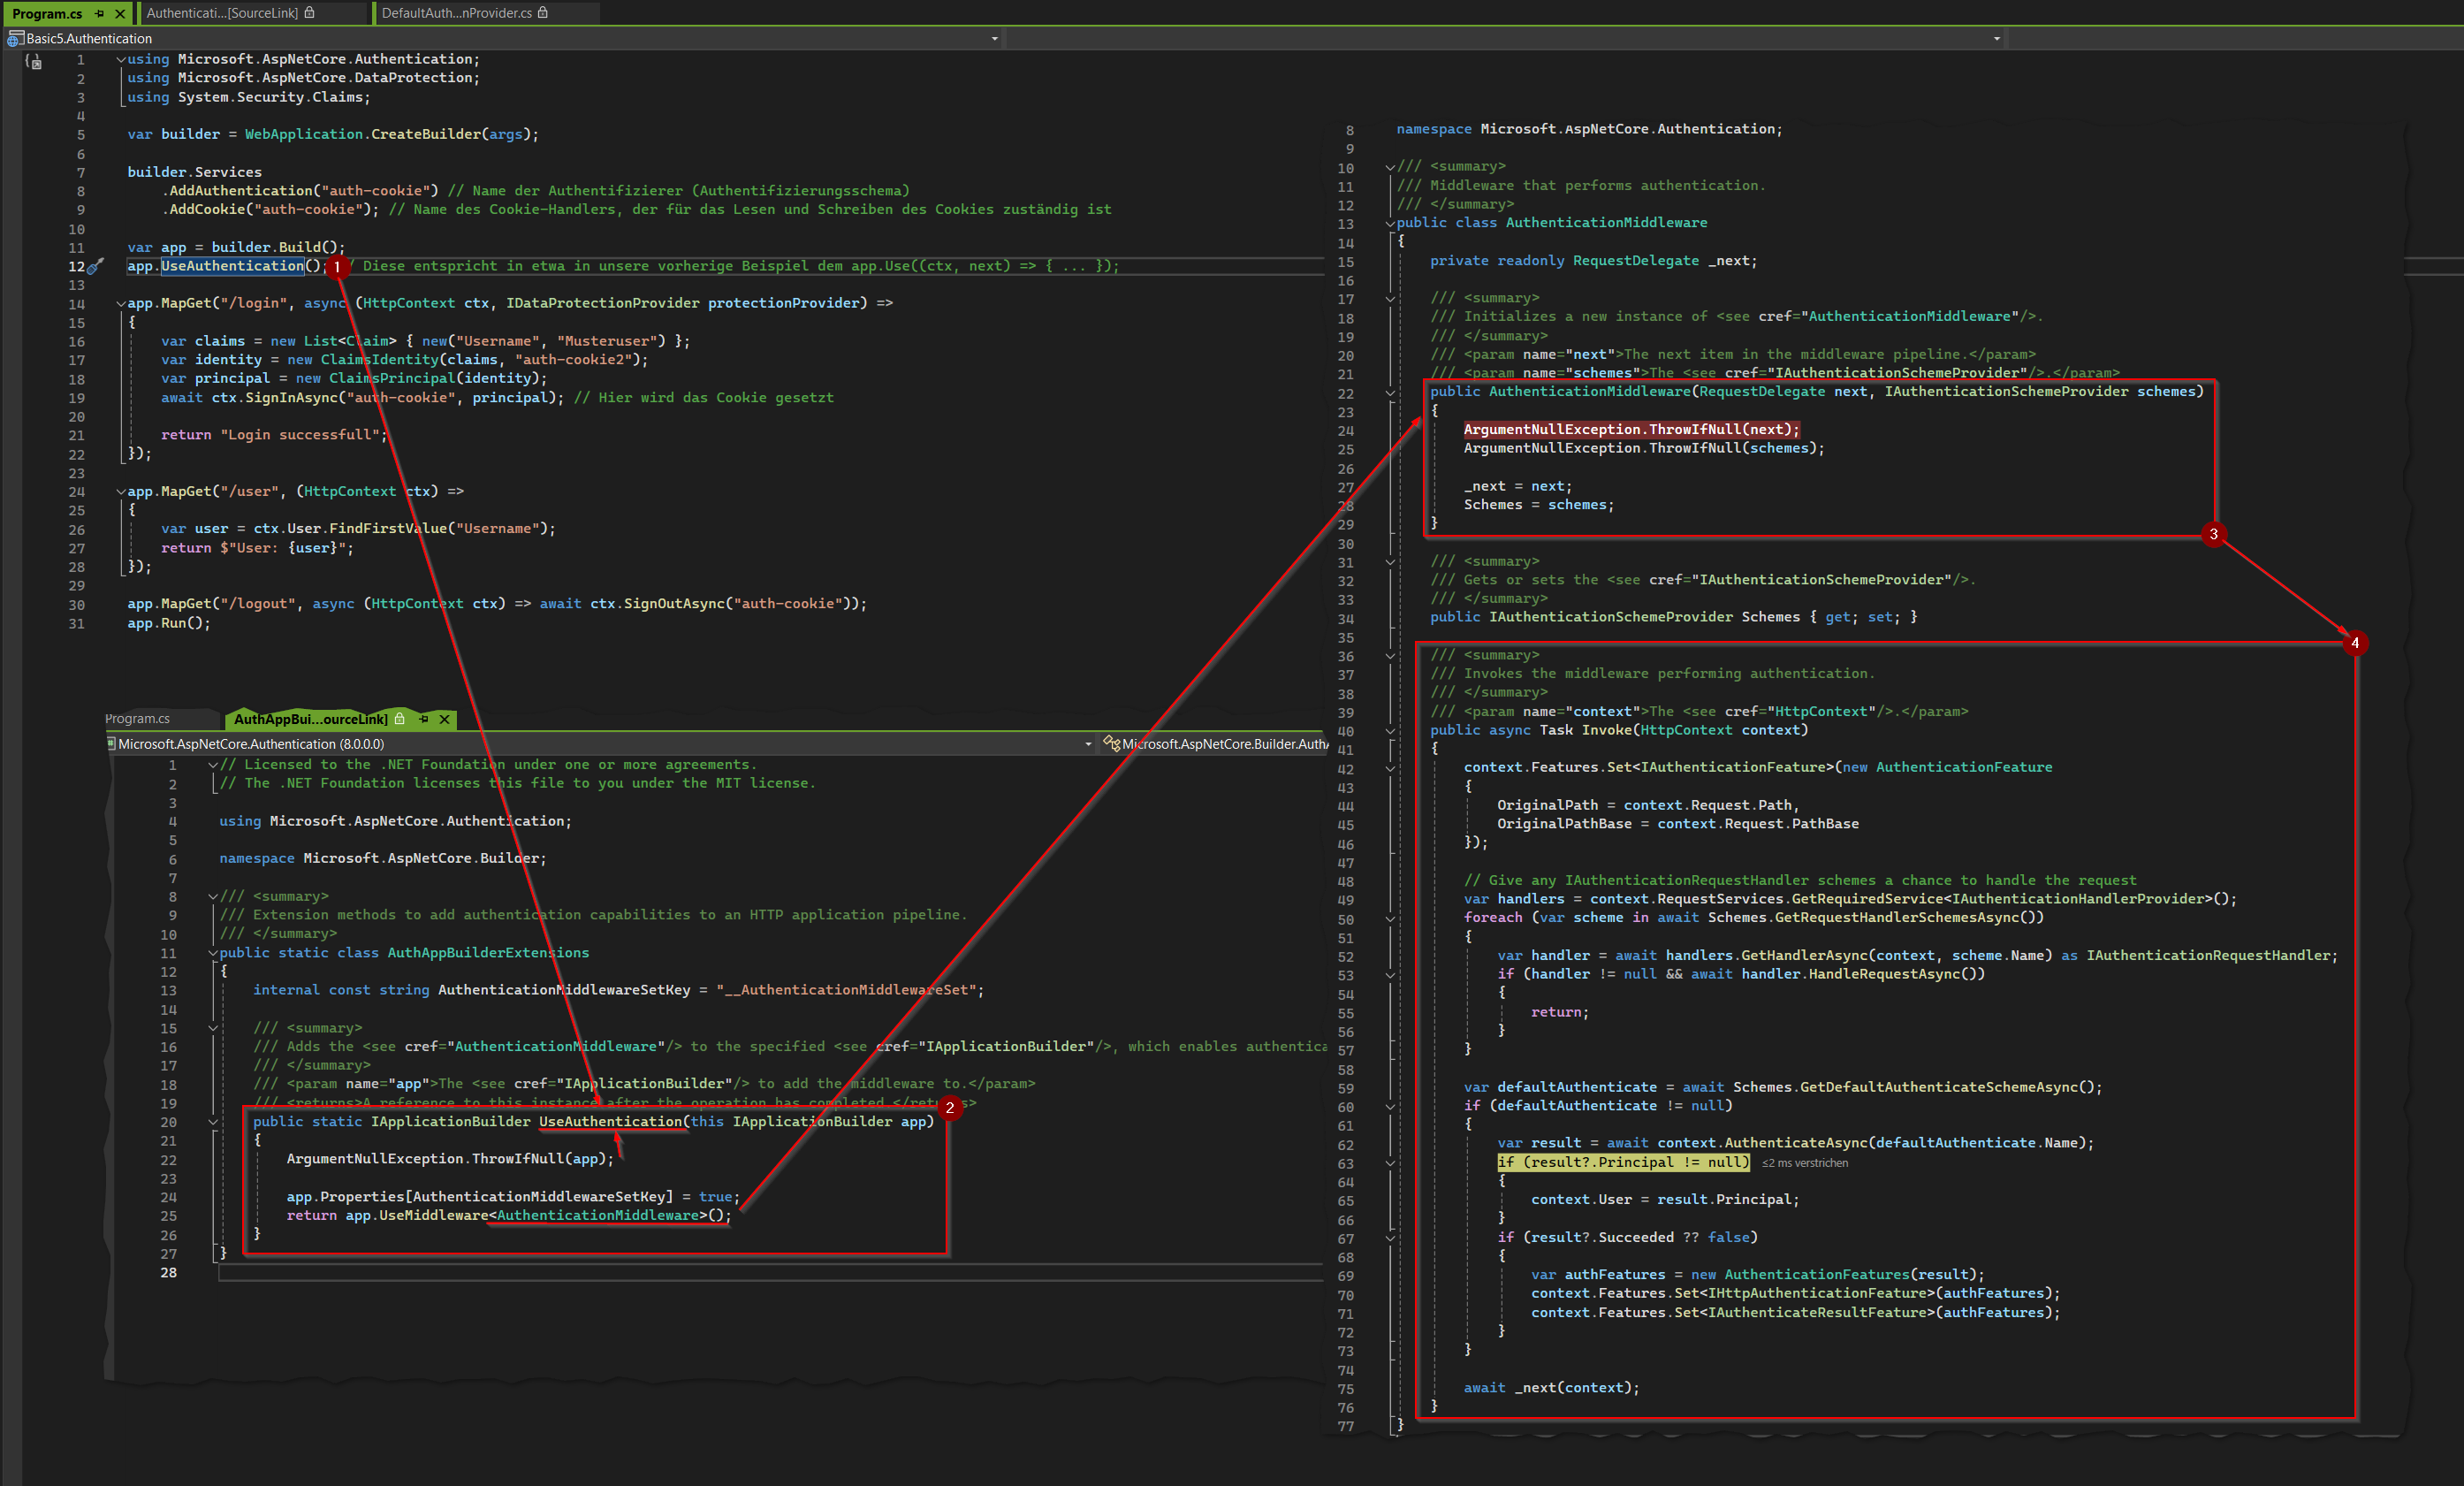 Program.cs
Authenticati...[SourceLink]
DefaultAuth...nProvider.cs
Basic5.Authentication
1 using Microsoft.AspNetCore.Authentication;
2 using Microsoft.AspNetCore.DataProtection;
3 using System.Security.Claims;
4
5 var builder = WebApplication.CreateBuilder(args);
6
7 builder.Services
8 .AddAuthentication("auth-cookie") // Name der Authentifizierer (Authentifizierungsschema)
9 .AddCookie("auth-cookie"); // Name des Cookie-Handlers, der für das Lesen und Schreiben des Cookies zuständig ist
10
11 var app = builder.Build();
12 app.UseAuthentication(); 1 / Diese entspricht in etwa in unsere vorherige Beispiel dem app.Use((ctx, next) => { ... });
13
14 app.MapGet("/login", async (HttpContext ctx, IDataProtectionProvider protectionProvider) =>
15 {
16 var claims = new List<Claim> { new("Username", "Musteruser") };
17 var identity = new ClaimsIdentity(claims, "auth-cookie2");
18 var principal = new ClaimsPrincipal(identity);
19 await ctx.SignInAsync("auth-cookie", principal); // Hier wird das Cookie gesetzt
20
21 return "Login successfull";
22 });
23
24 app.MapGet("/user", (HttpContext ctx) =>
25 {
26 var user = ctx.User.FindFirstValue("Username");
27 return $"User: {user}";
28 });
29
30 app.MapGet("/logout", async (HttpContext ctx) => await ctx.SignOutAsync("auth-cookie"));
31 app.Run();
Program.cs
AuthAppBui...ourceLink]
Microsoft.AspNetCore.Authentication (8.0.0.0)
Microsoft.AspNetCore.Builder.AuthA
1 // Licensed to the .NET Foundation under one or more agreements.
2 // The .NET Foundation licenses this file to you under the MIT license.
3
4 using Microsoft.AspNetCore.Authentication;
5
6 namespace Microsoft.AspNetCore.Builder;
7
8 /// <summary>
9 /// Extension methods to add authentication capabilities to an HTTP application pipeline.
10 /// </summary>
11 public static class AuthAppBuilderExtensions
12 {
13 internal const string AuthenticationMiddlewareSetKey = "__AuthenticationMiddlewareSet";
14
15 /// <summary>
16 /// Adds the <see cref="AuthenticationMiddleware"/> to the specified <see cref="IApplicationBuilder"/>, which enables authentica
17 /// </summary>
18 /// <param name="app">The <see cref="IApplicationBuilder"/> to add the middleware to.</param>
19 /// <returns>A reference to this instance after the operation has completed.</returns>
20 public static IApplicationBuilder UseAuthentication(this IApplicationBuilder app) 2
21 {
22 ArgumentNullException.ThrowIfNull(app);
23
24 app.Properties[AuthenticationMiddlewareSetKey] = true;
25 return app.UseMiddleware<AuthenticationMiddleware>();
26 }
27 }
28
8 namespace Microsoft.AspNetCore.Authentication;
9
10 /// <summary>
11 /// Middleware that performs authentication.
12 /// </summary>
13 public class AuthenticationMiddleware
14 {
15 private readonly RequestDelegate _next;
16
17 /// <summary>
18 /// Initializes a new instance of <see cref="AuthenticationMiddleware"/>.
19 /// </summary>
20 /// <param name="next">The next item in the middleware pipeline.</param>
21 /// <param name="schemes">The <see cref="IAuthenticationSchemeProvider"/>.</param>
22 public AuthenticationMiddleware(RequestDelegate next, IAuthenticationSchemeProvider schemes)
23 {
24 ArgumentNullException.ThrowIfNull(next);
25 ArgumentNullException.ThrowIfNull(schemes);
26
27 _next = next;
28 Schemes = schemes;
29 }
3
30
31 /// <summary>
32 /// Gets or sets the <see cref="IAuthenticationSchemeProvider"/>.
33 /// </summary>
34 public IAuthenticationSchemeProvider Schemes { get; set; }
35
4
36 /// <summary>
37 /// Invokes the middleware performing authentication.
38 /// </summary>
39 /// <param name="context">The <see cref="HttpContext"/>.</param>
40 public async Task Invoke(HttpContext context)
41 {
42 context.Features.Set<IAuthenticationFeature>(new AuthenticationFeature
43 {
44 OriginalPath = context.Request.Path,
45 OriginalPathBase = context.Request.PathBase
46 });
47
48 // Give any IAuthenticationRequestHandler schemes a chance to handle the request
49 var handlers = context.RequestServices.GetRequiredService<IAuthenticationHandlerProvider>();
50 foreach (var scheme in await Schemes.GetRequestHandlerSchemesAsync())
51 {
52 var handler = await handlers.GetHandlerAsync(context, scheme.Name) as IAuthenticationRequestHandler;
53 if (handler != null && await handler.HandleRequestAsync())
54 {
55 return;
56 }
57 }
58
59 var defaultAuthenticate = await Schemes.GetDefaultAuthenticateSchemeAsync();
60 if (defaultAuthenticate != null)
61 {
62 var result = await context.AuthenticateAsync(defaultAuthenticate.Name);
63 if (result?.Principal != null) ≤2 ms verstrichen
64 {
65 context.User = result.Principal;
66 }
67 if (result?.Succeeded ?? false)
68 {
69 var authFeatures = new AuthenticationFeatures(result);
70 context.Features.Set<IHttpAuthenticationFeature>(authFeatures);
71 context.Features.Set<IAuthenticateResultFeature>(authFeatures);
72 }
73 }
74
75 await _next(context);
76 }
77 }